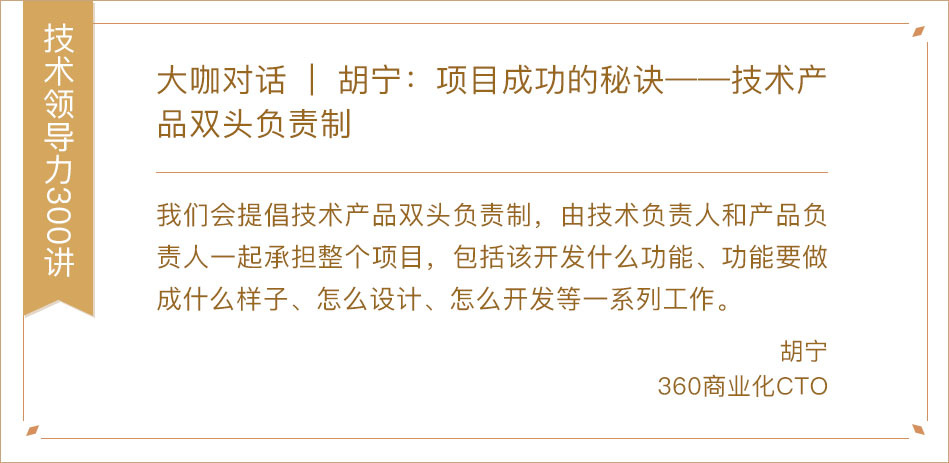 技术领导力300讲
大咖对话 | 胡宁：项目成功的秘诀——技术产
品双头负责制
我们会提倡技术产品双头负责制，由技术负责人和产品负
责人一起承担整个项目，包括该开发什么功能、功能要做
成什么样子、怎么设计、怎么开发等一系列工作。
胡宁
360商业化CTO